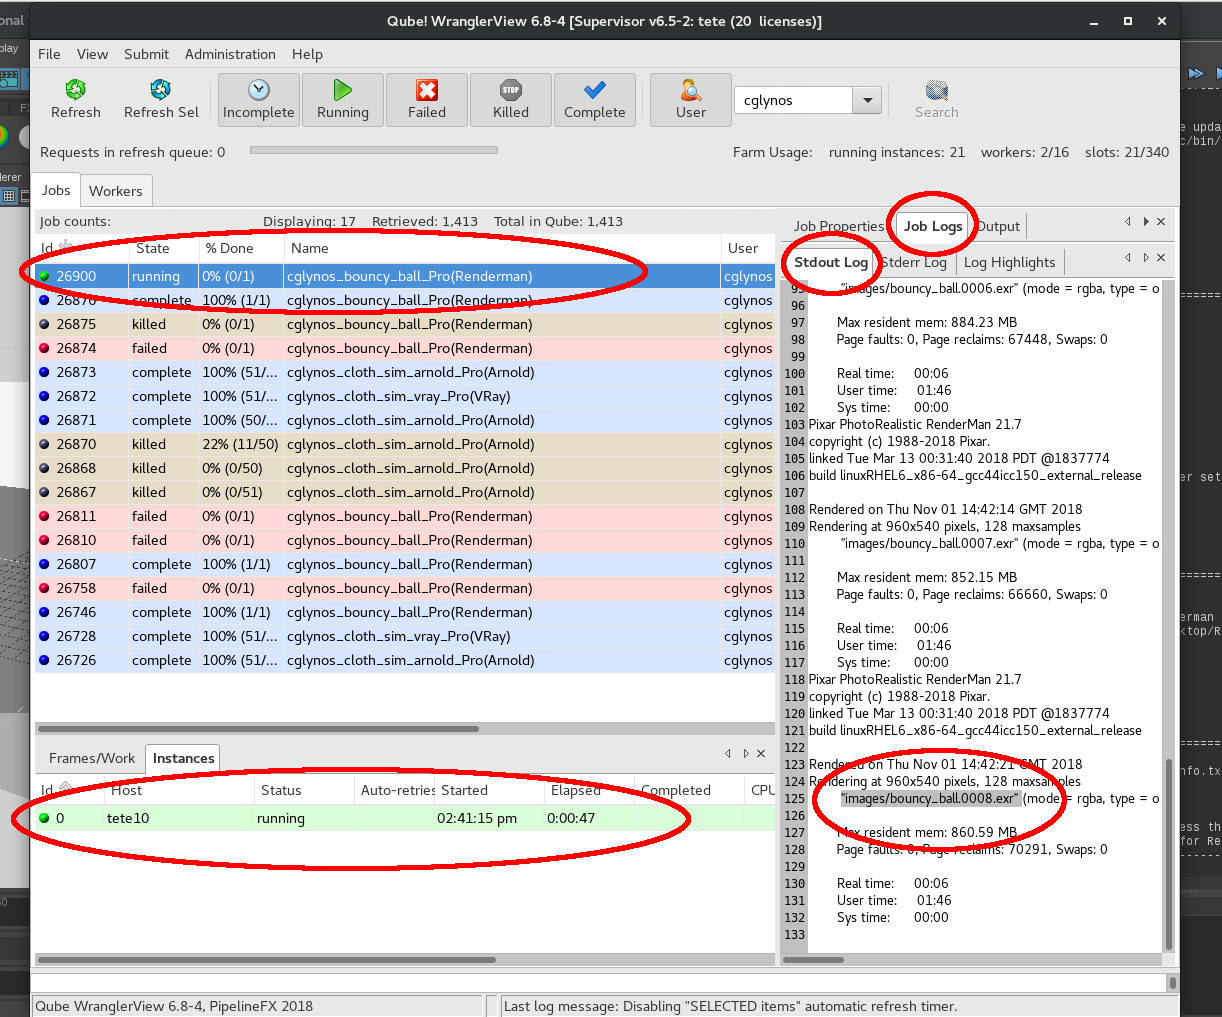 Qube! WranglerView 6.8-4 [Supervisor v6.5-2: tete (20 licenses)]
File View Submit Administration Help
Refresh Refresh Sel Incomplete Running Failed Killed Complete User cglynos Search
Requests in refresh queue: 0 Farm Usage: running instances: 21 workers: 2/16 slots: 21/340
Jobs Workers
Job counts: Displaying: 17 Retrieved: 1,413 Total in Qube: 1,413
Id State % Done Name User
26900 running 0% (0/1) cglynos_bouncy_ball_Pro(Renderman) cglynos
complete 100% (1/1) cglynos_bouncy_ball_Pro(Renderman) cglynos
26875 killed 0% (0/1) cglynos_bouncy_ball_Pro(Renderman) cglynos
26874 failed 0% (0/1) cglynos_bouncy_ball_Pro(Renderman) cglynos
26873 complete 100% (51/... cglynos_cloth_sim_arnold_Pro(Arnold) cglynos
26872 complete 100% (51/... cglynos_cloth_sim_vray_Pro(VRay) cglynos
26871 complete 100% (50/... cglynos_cloth_sim_arnold_Pro(Arnold) cglynos
26870 killed 22% (11/50) cglynos_cloth_sim_arnold_Pro(Arnold) cglynos
26868 killed 0% (0/50) cglynos_cloth_sim_arnold_Pro(Arnold) cglynos
26867 killed 0% (0/51) cglynos_cloth_sim_arnold_Pro(Arnold) cglynos
26811 failed 0% (0/1) cglynos_bouncy_ball_Pro(Renderman) cglynos
26810 failed 0% (0/1) cglynos_bouncy_ball_Pro(Renderman) cglynos
26807 complete 100% (1/1) cglynos_bouncy_ball_Pro(Renderman) cglynos
26758 failed 0% (0/1) cglynos_bouncy_ball_Pro(Renderman) cglynos
26746 complete 100% (1/1) cglynos_bouncy_ball_Pro(Renderman) cglynos
26728 complete 100% (51/... cglynos_cloth_sim_vray_Pro(VRay) cglynos
26726 complete 100% (51/... cglynos_cloth_sim_arnold_Pro(Arnold) cglynos
Frames/Work Instances
Id Host Status Auto-retries Started Elapsed Completed CPU
0 tete10 running 02:41:15 pm 0:00:47
Job Properties Job Logs Output
Stdout Log Stderr Log Log Highlights
95 "images/bouncy_ball.0006.exr" (mode = rgba, type = o
96
97 Max resident mem: 884.23 MB
98 Page faults: 0, Page reclaims: 67448, Swaps: 0
99
100 Real time: 00:06
101 User time: 01:46
102 Sys time: 00:00
103 Pixar PhotoRealistic RenderMan 21.7
104 copyright (c) 1988-2018 Pixar.
105 linked Tue Mar 13 00:31:40 2018 PDT @1837774
106 build linuxRHEL6_x86-64_gcc44icc150_external_release
107
108 Rendered on Thu Nov 01 14:42:14 GMT 2018
109 Rendering at 960x540 pixels, 128 maxsamples
110 "images/bouncy_ball.0007.exr" (mode = rgba, type = o
111
112 Max resident mem: 852.15 MB
113 Page faults: 0, Page reclaims: 66660, Swaps: 0
114
115 Real time: 00:06
116 User time: 01:46
117 Sys time: 00:00
118 Pixar PhotoRealistic RenderMan 21.7
119 copyright (c) 1988-2018 Pixar.
120 linked Tue Mar 13 00:31:40 2018 PDT @1837774
121 build linuxRHEL6_x86-64_gcc44icc150_external_release
122
123 Rendered on Thu Nov 01 14:42:21 GMT 2018
124 Rendering at 960x540 pixels, 128 maxsamples
125 "images/bouncy_ball.0008.exr" (mode = rgba, type = o
126
127 Max resident mem: 860.59 MB
128 Page faults: 0, Page reclaims: 70291, Swaps: 0
129
130 Real time: 00:06
131 User time: 01:46
132 Sys time: 00:00
133
Qube WranglerView 6.8-4, PipelineFX 2018 Last log message: Disabling "SELECTED items" automatic refresh timer.